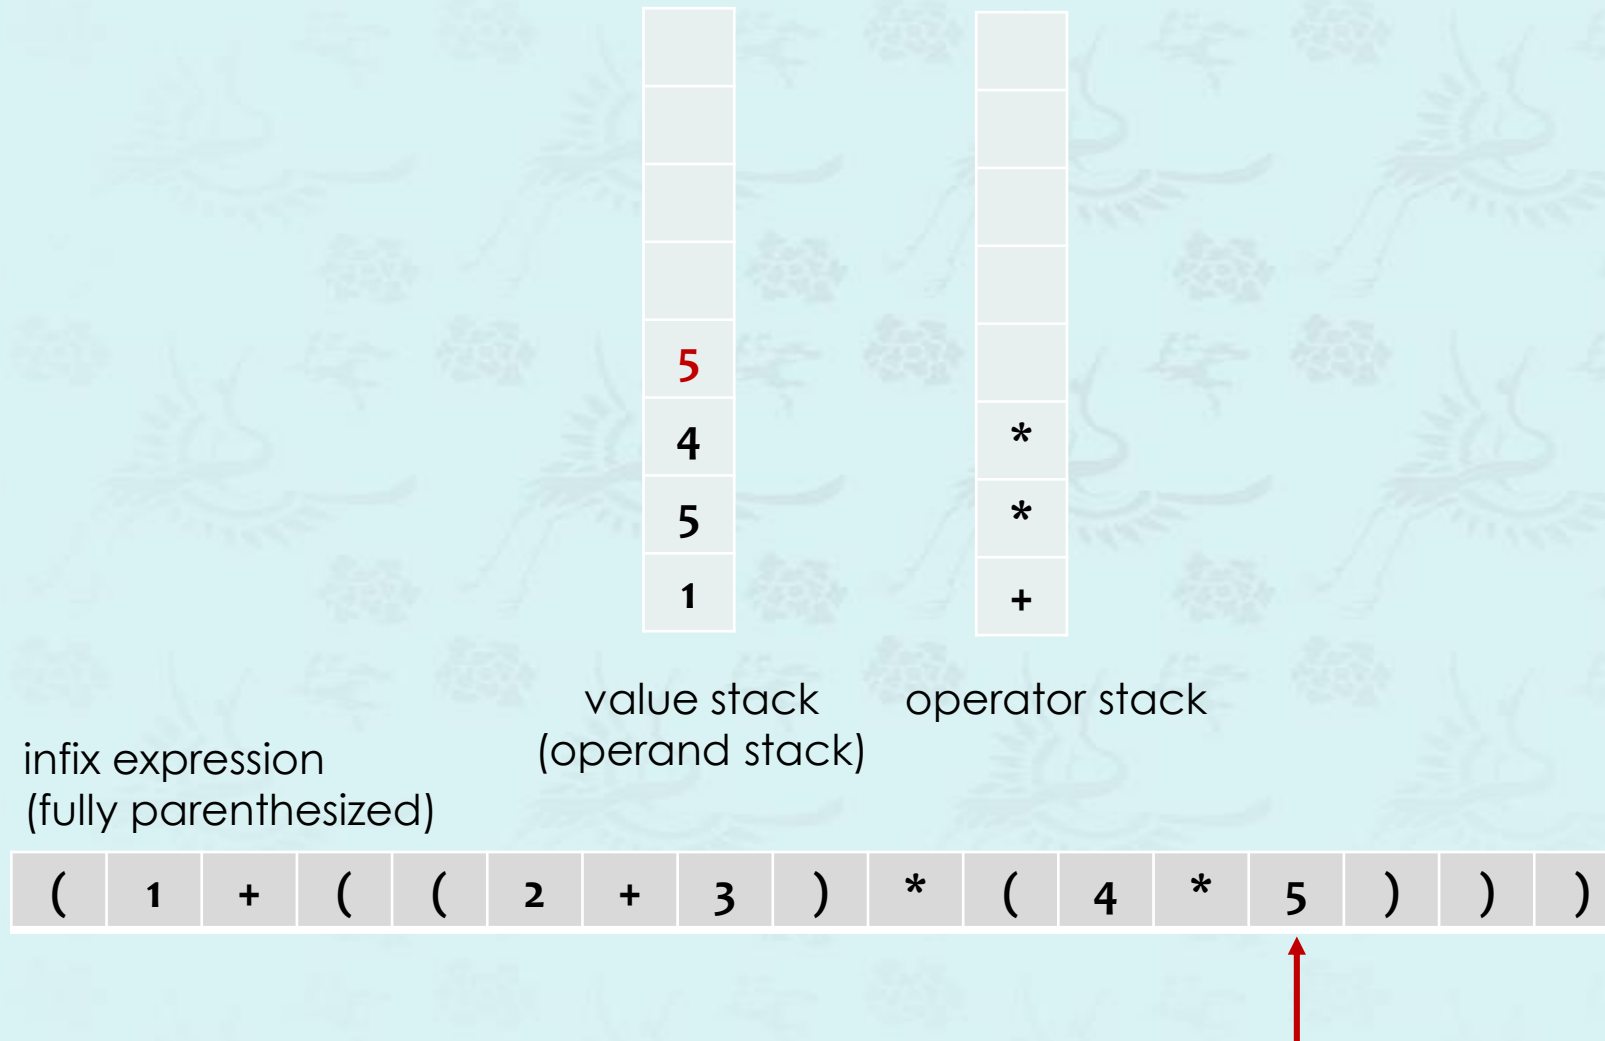 5
4 *
5 *
1 +
value stack operator stack
(operand stack)
infix expression
(fully parenthesized)
( 1 + ( ( 2 + 3 ) * ( 4 * 5 ) ) )